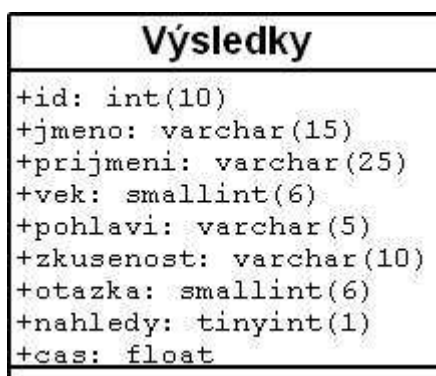 Výsledky
+id: int(10)
+jmeno: varchar(15)
+prijmeni: varchar(25)
+vek: smallint(6)
+pohlavi: varchar(5)
+zkusenost: varchar(10)
+otazka: smallint(6)
+nahledy: tinyint(1)
+cas: float